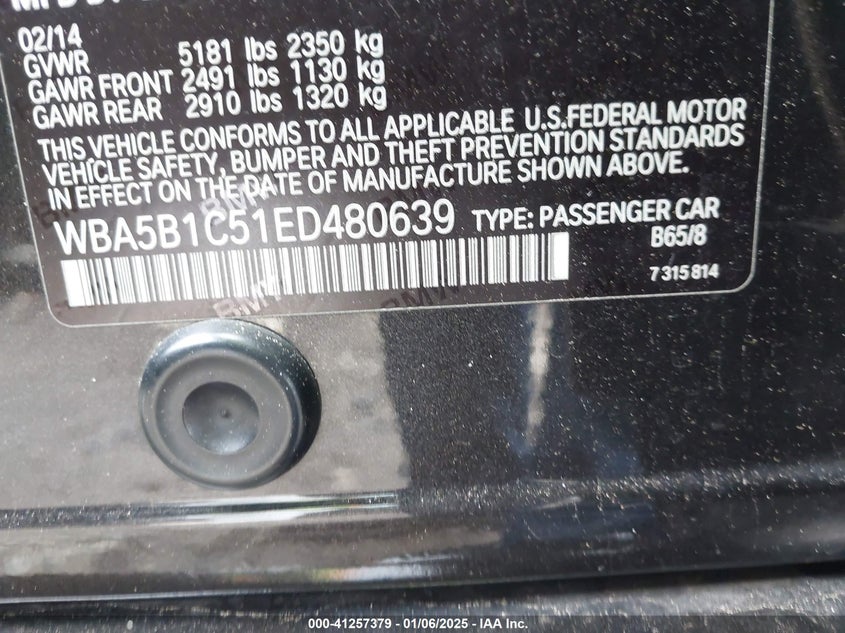 02/14
GVWR 5181 lbs 2350 kg
GAWR FRONT 2491 lbs 1130 kg
GAWR REAR 2910 lbs 1320 kg
THIS VEHICLE CONFORMS TO ALL APPLICABLE U.S.FEDERAL MOTOR
VEHICLE SAFETY, BUMPER AND THEFT PREVENTION STANDARDS
IN EFFECT ON THE DATE OF MANUFACTURE SHOWN ABOVE.
WBA5B1C51ED480639 TYPE: PASSENGER CAR
B65/8
7 315 814
BMW
000-41257379 - 01/06/2025 - IAA Inc.